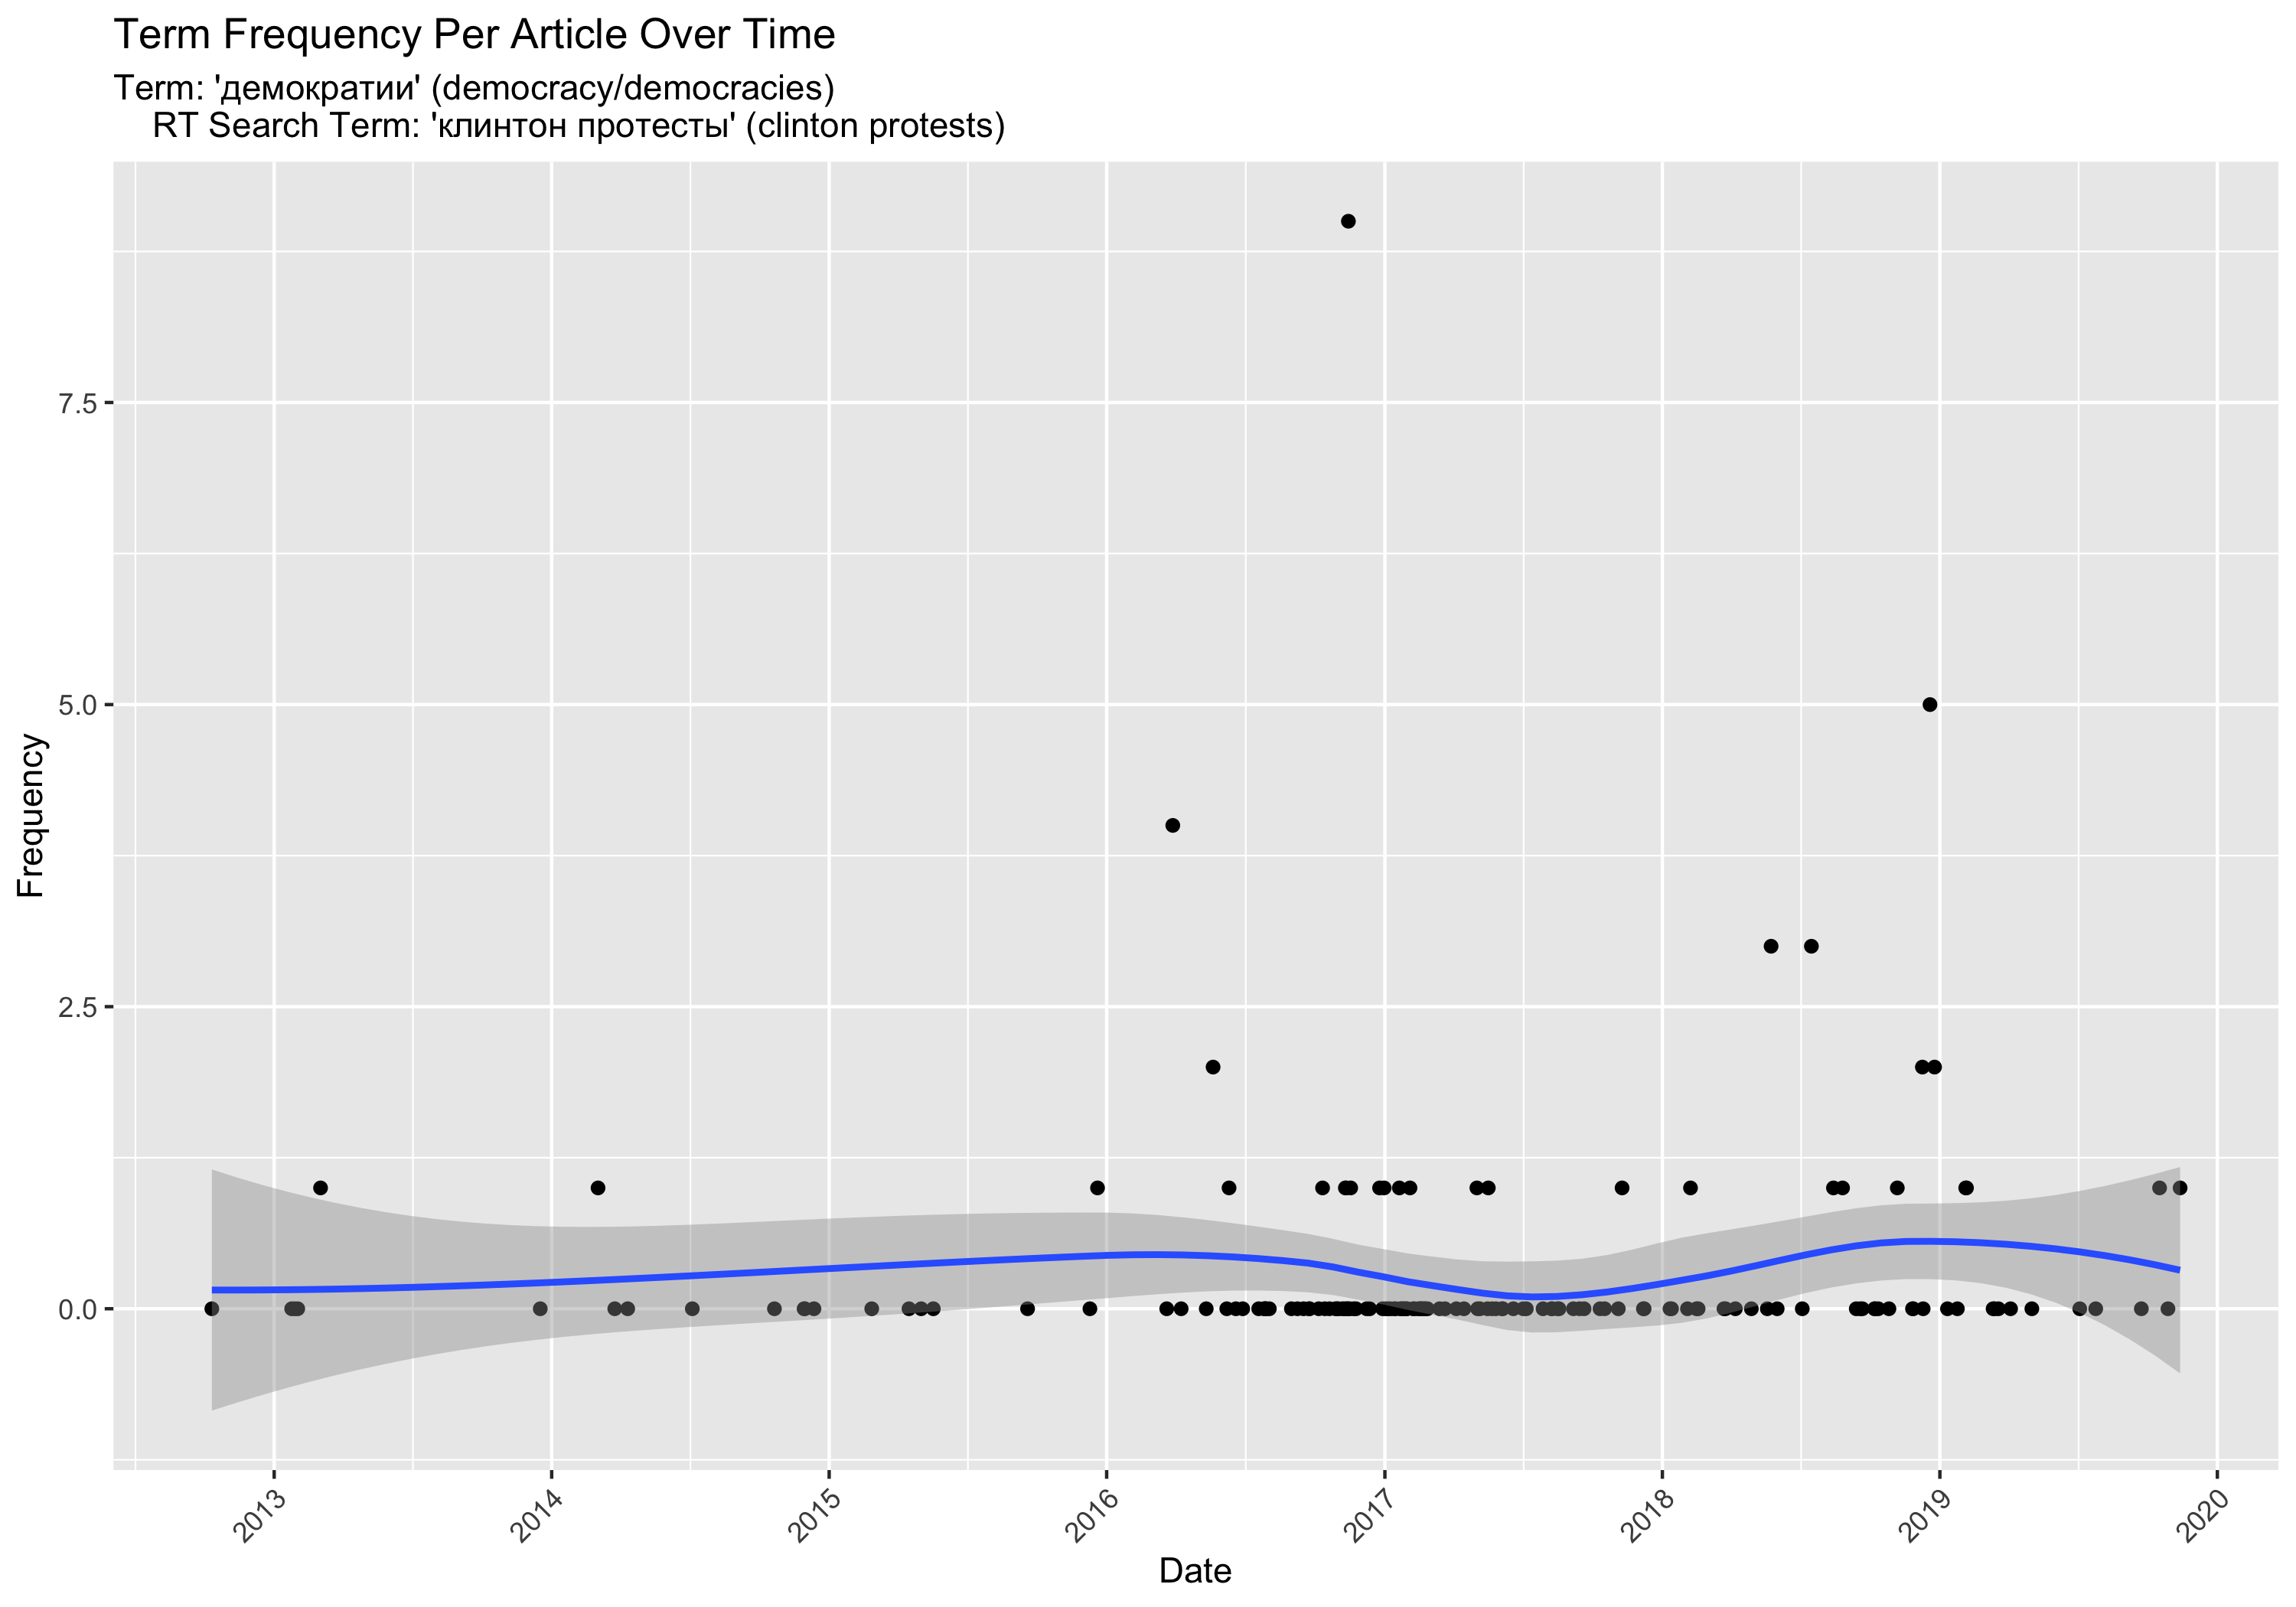 Term Frequency Per Article Over Time
Term: 'демократии' (democracy/democracies)
RT Search Term: 'клинтон протесты' (clinton protests)
Frequency
7.5
5.0
2.5
0.0
2013
2014
2015
2016
2017
2018
2019
2020
Date